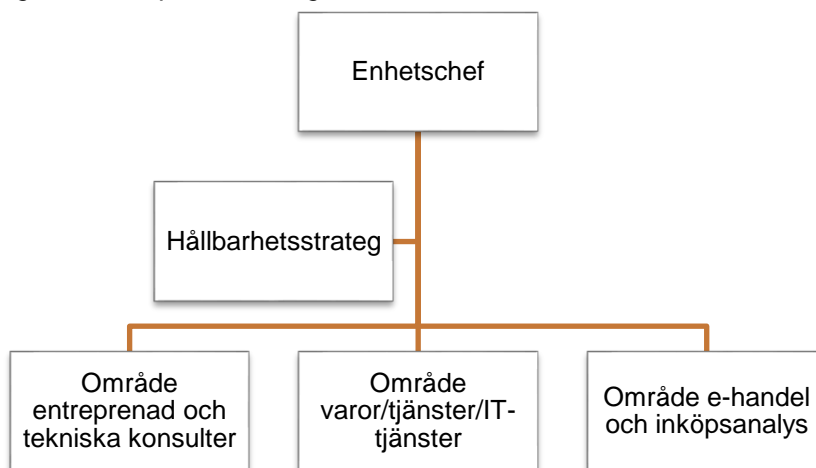 Enhetschef
Hållbarhetsstrateg
Område
entreprenad och
tekniska konsulter
Område
varor/tjänster/IT-
tjänster
Område e-handel
och inköpsanalys